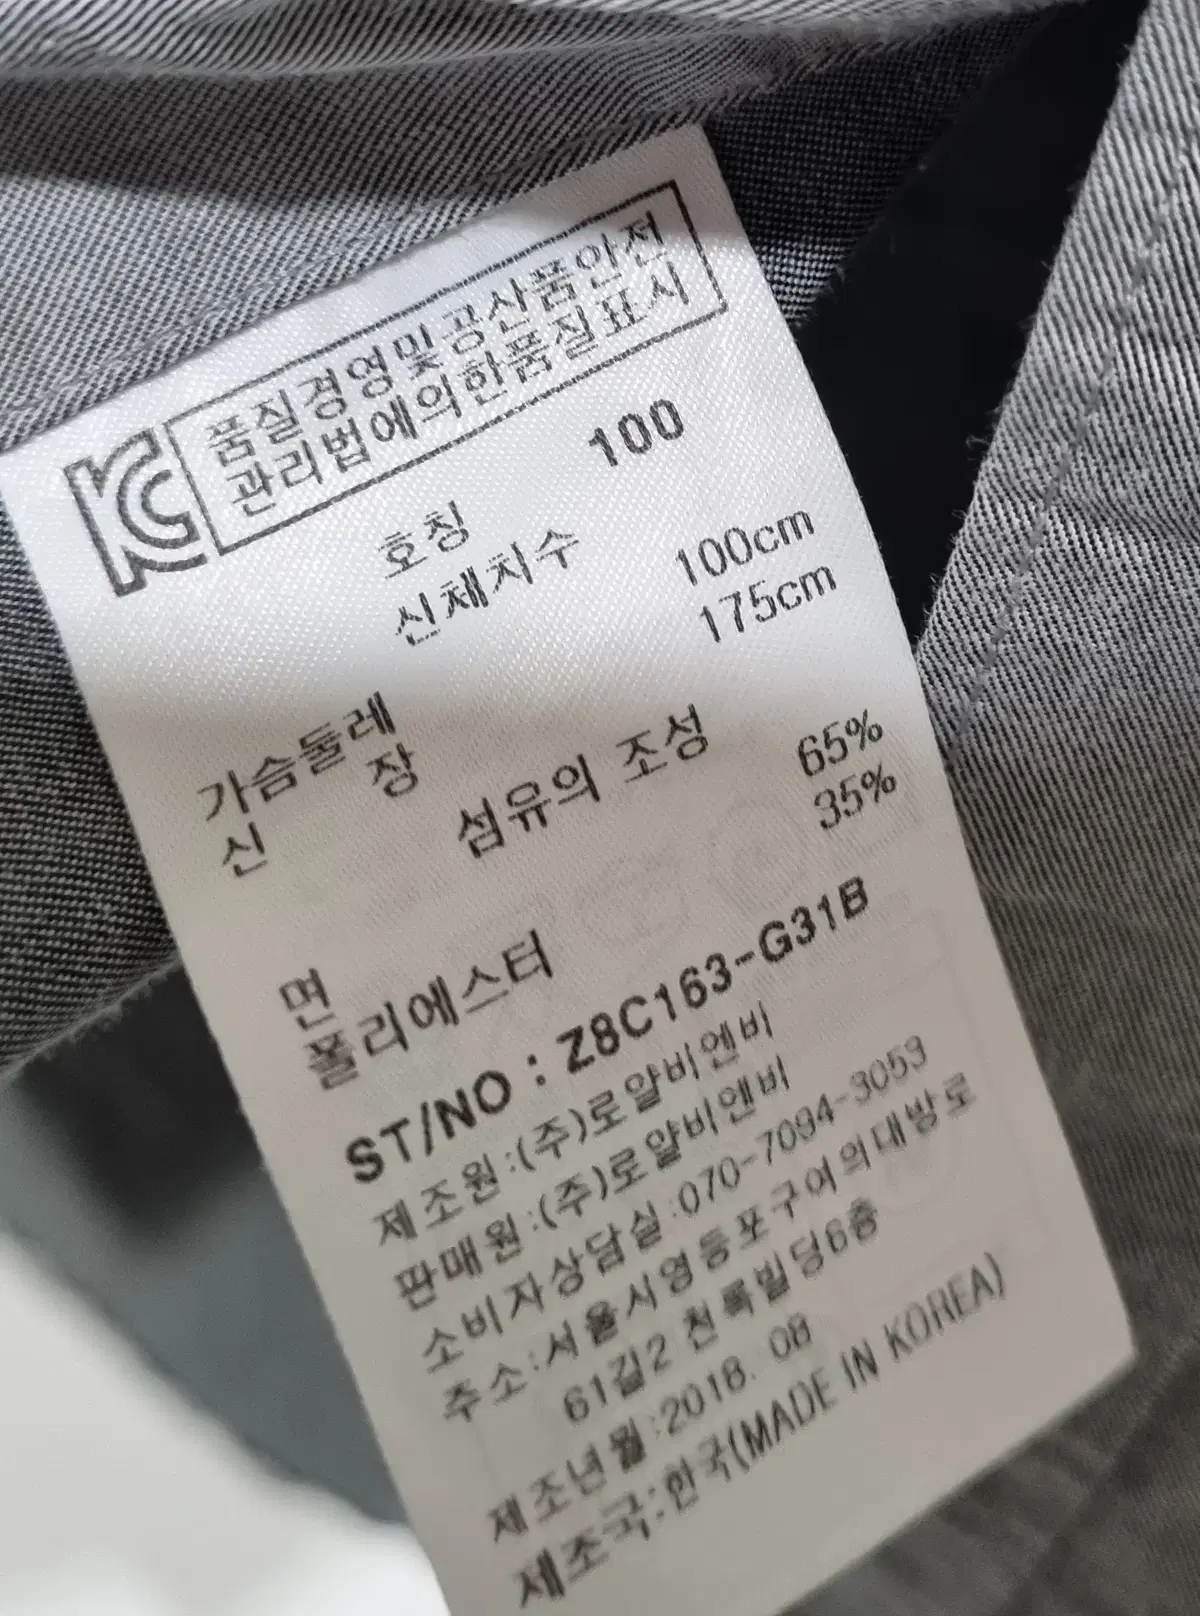 KC
품질경영및공산품안전
관리법에의한품질표시
호칭 100
신체치수
가슴둘레 100cm
신 장 175cm
섬유의 조성
면 65%
폴리에스터 35%
ST/NO : Z8C163-G31B
제조원:(주)로얄비엔비
판매원:(주)로얄비엔비
소비자상담실:070-7094-3053
주소:서울시영등포구여의대방로
61길2 천록빌딩6층
제조년월:2018. 08
제조국:한국(MADE IN KOREA)